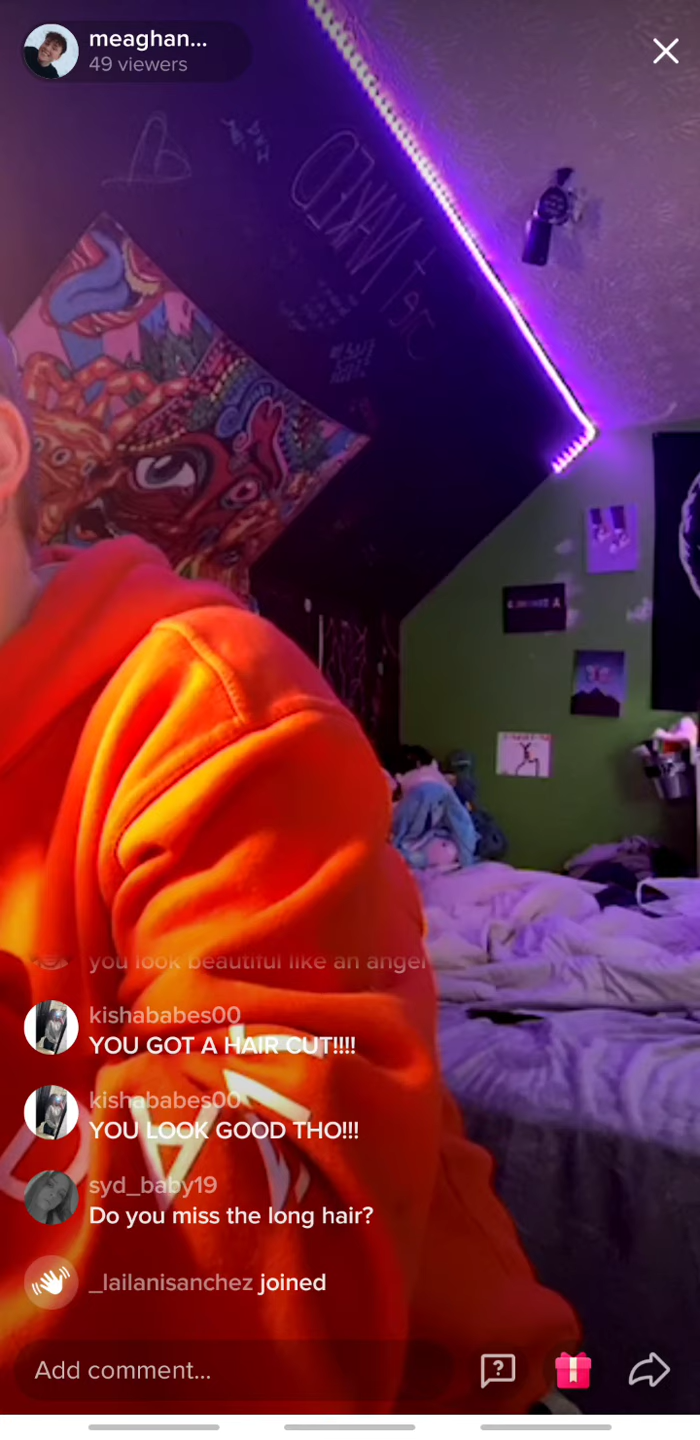 meaghan...
49 viewers
you look beautiful like an angel
kishababes00
YOU GOT A HAIR CUT!!!!
kishababes00
YOU LOOK GOOD THO!!!
syd_baby19
Do you miss the long hair?
_lailanisanchez joined
Add comment...